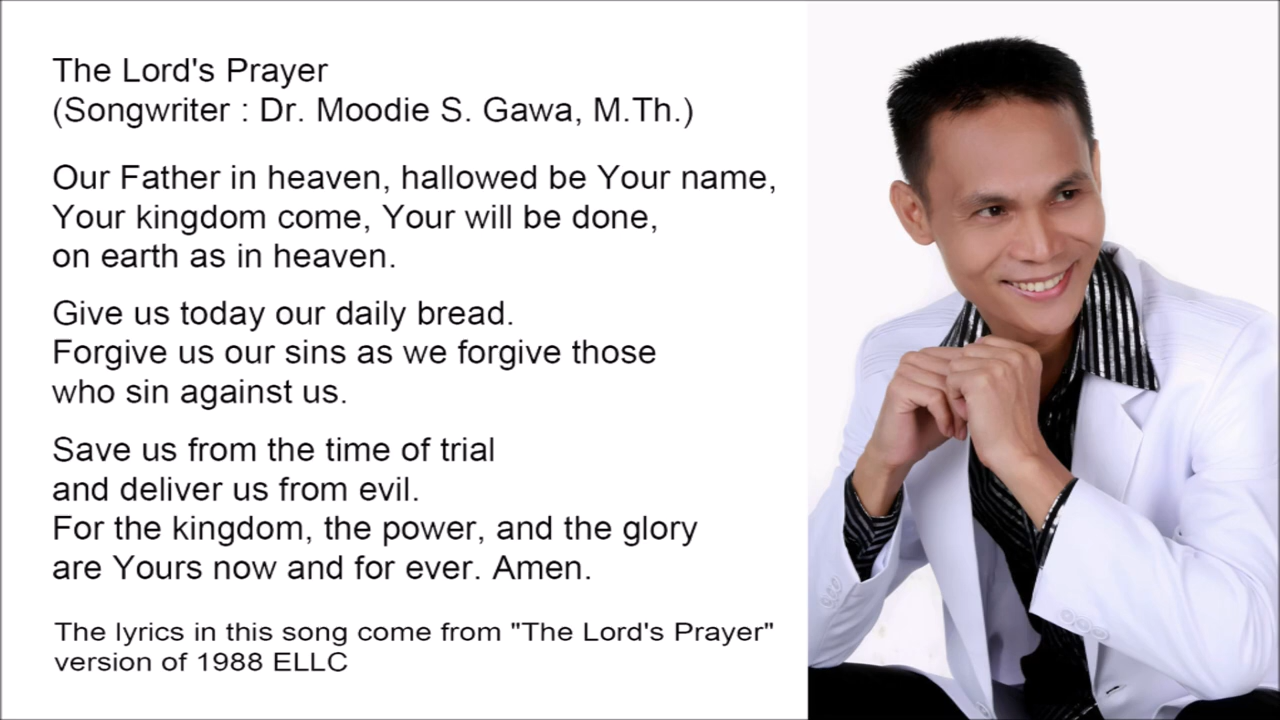 The Lord's Prayer
(Songwriter : Dr. Moodie S. Gawa, M.Th.)
Our Father in heaven, hallowed be Your name,
Your kingdom come, Your will be done,
on earth as in heaven.
Give us today our daily bread.
Forgive us our sins as we forgive those
who sin against us.
Save us from the time of trial
and deliver us from evil.
For the kingdom, the power, and the glory
are Yours now and for ever. Amen.
The lyrics in this song come from "The Lord's Prayer"
version of 1988 ELLC